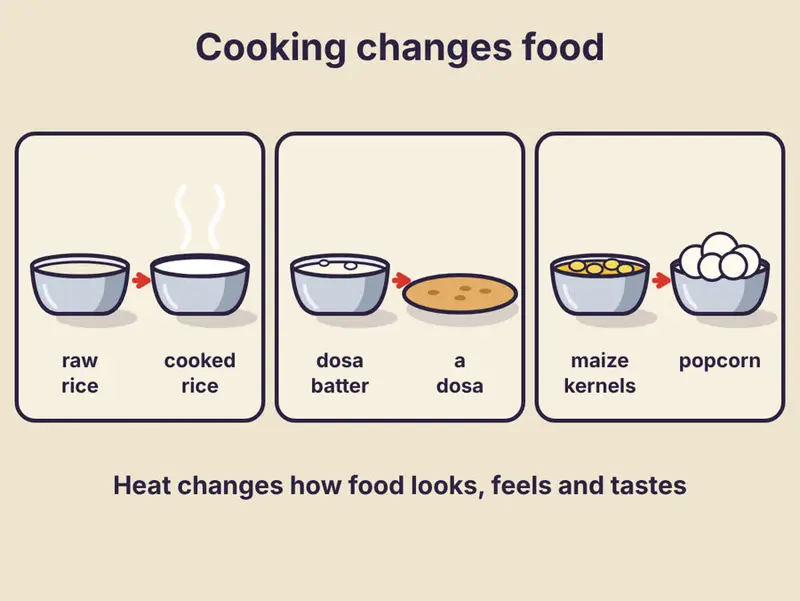 Cooking changes food
raw
rice
cooked
rice
dosa
batter
a
dosa
maize
kernels
popcorn
Heat changes how food looks, feels and tastes